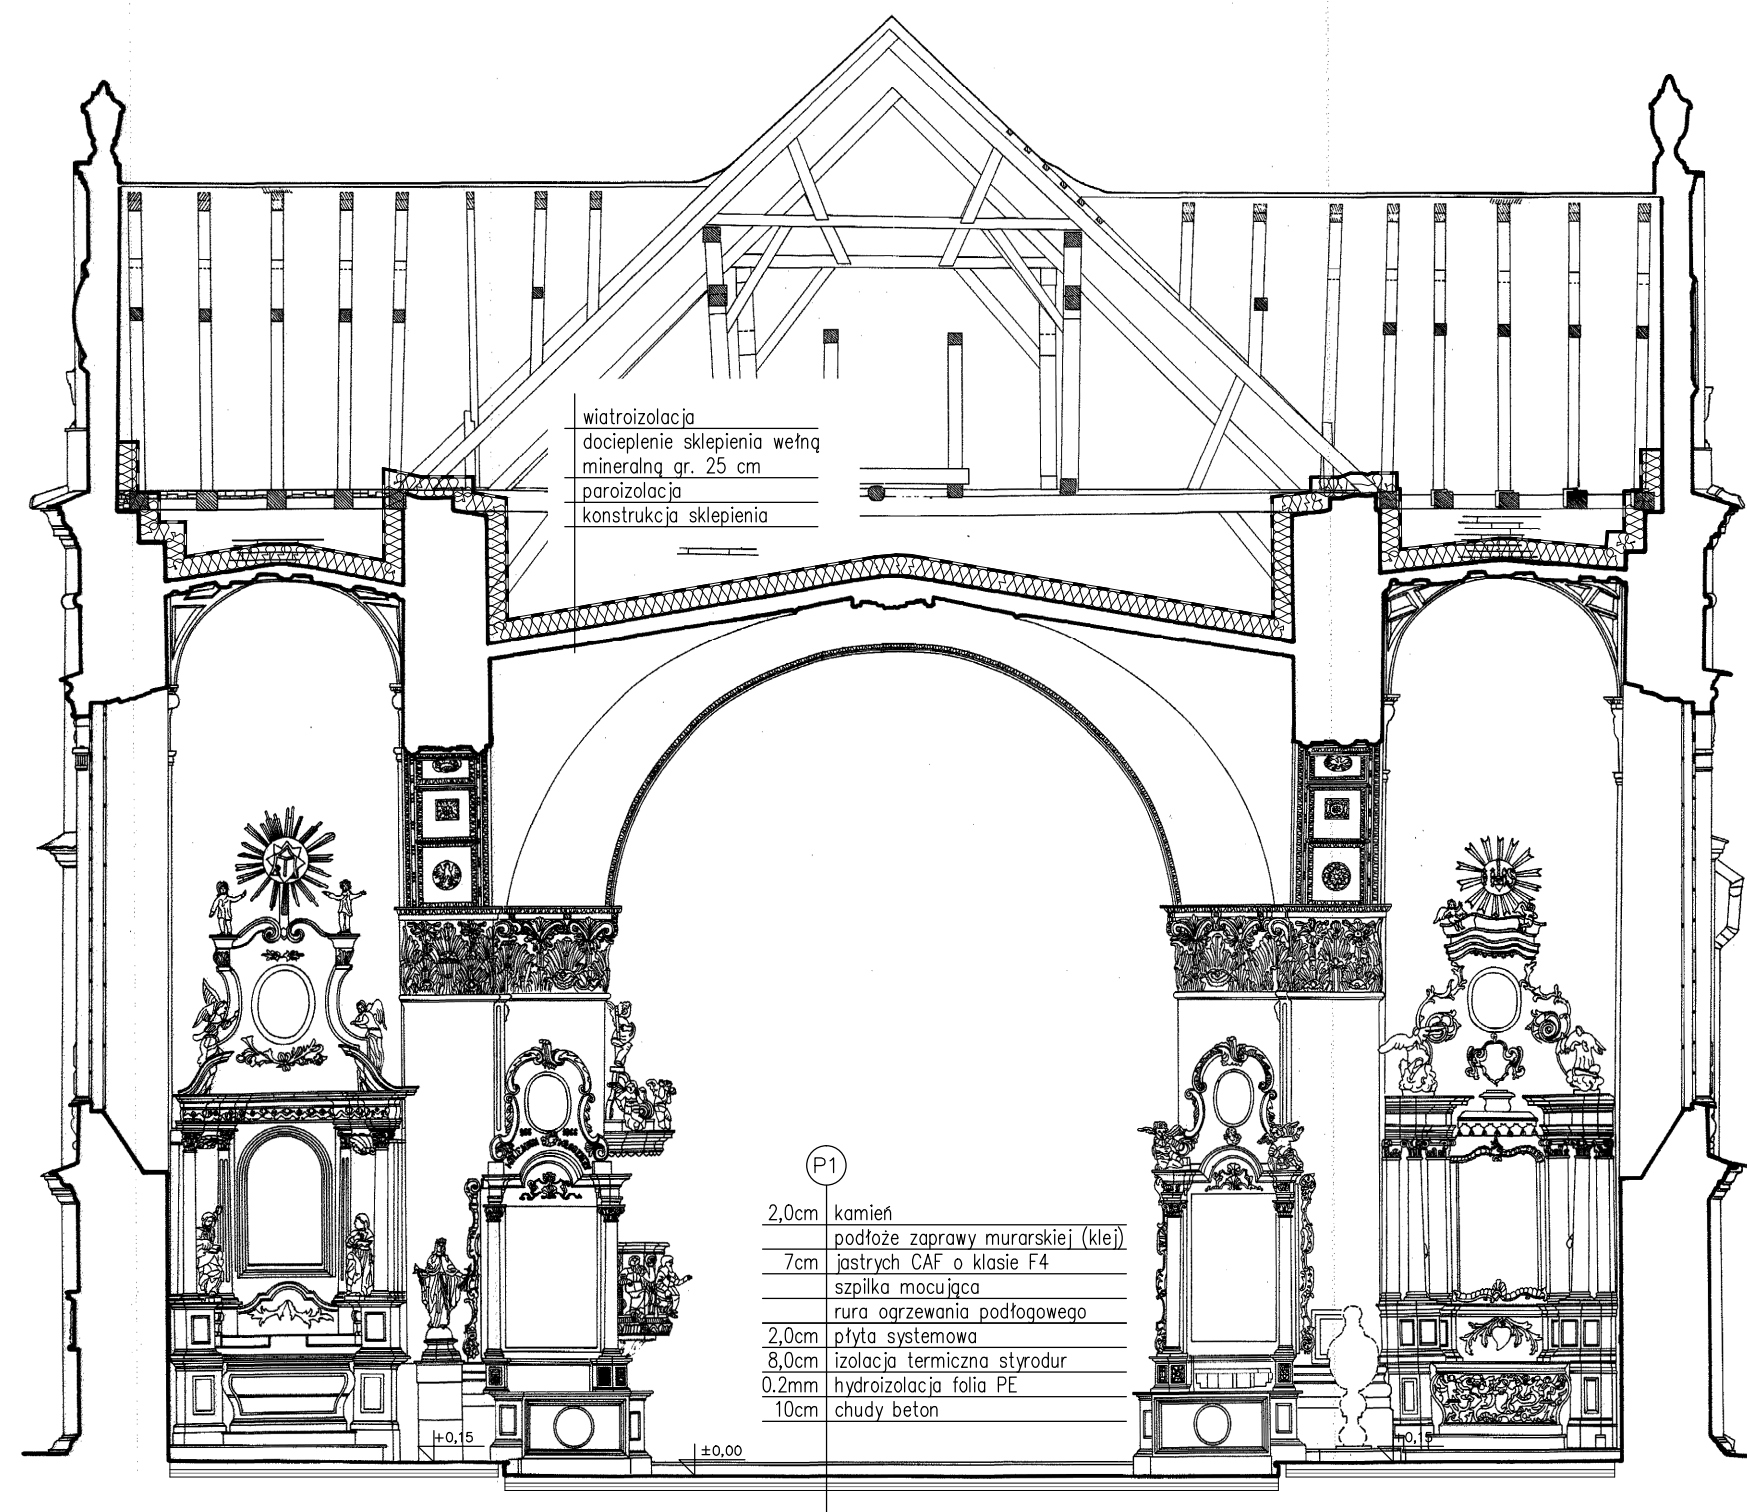 wiatroizolacja
docieplenie sklepienia wełną
mineralną gr. 25 cm
paroizolacja
konstrukcja sklepienia
P1
2,0cm kamień
podłoże zaprawy murarskiej (klej)
7cm jastrych CAF o klasie F4
szpilka mocująca
rura ogrzewania podłogowego
2,0cm płyta systemowa
8,0cm izolacja termiczna styrodur
0.2mm hydroizolacja folia PE
10cm chudy beton
+0,15
±0,00
+0,15